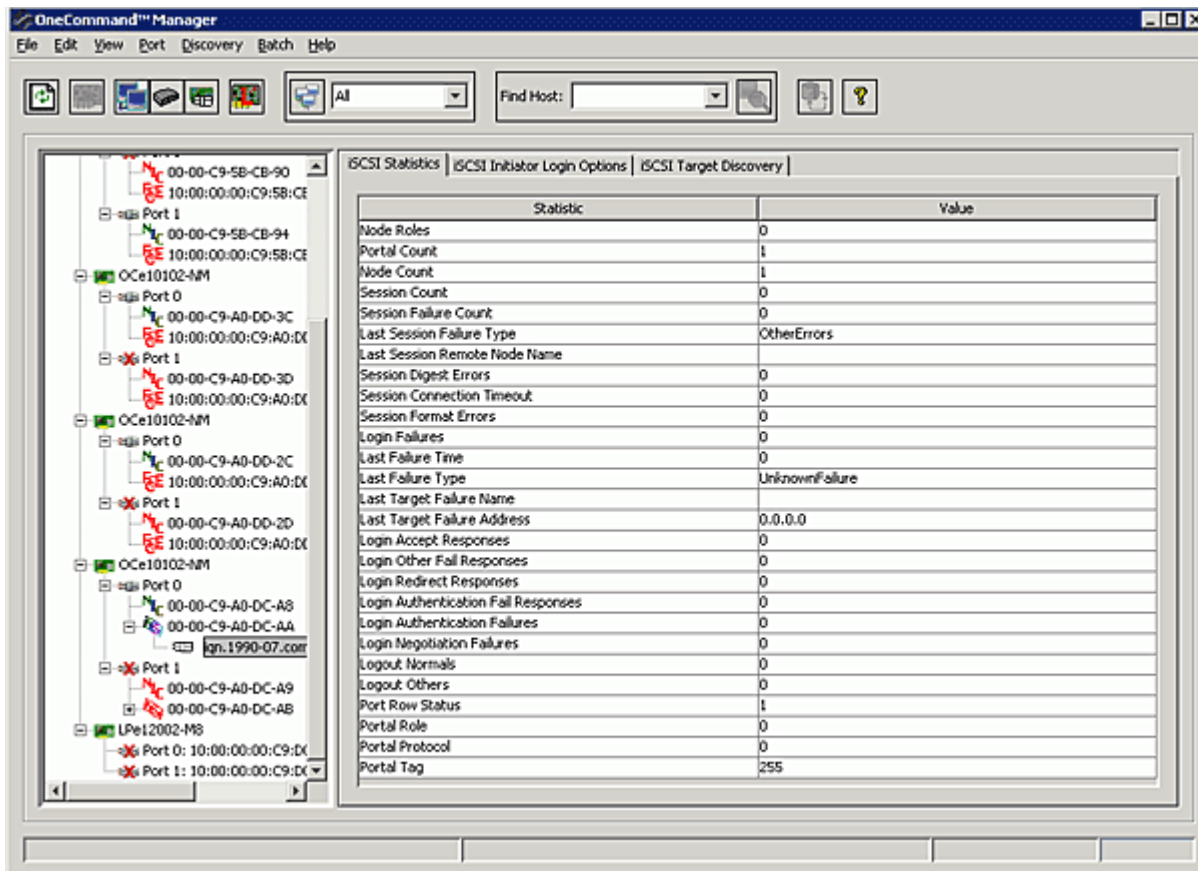 OneCommand™ Manager
File Edit View Port Discovery Batch Help
All
Find Host:
00-00-C9-5B-CB-90
10:00:00:00:C9:5B:CE
Port 1
00-00-C9-5B-CB-94
10:00:00:00:C9:5B:CE
OCe10102-NM
Port 0
00-00-C9-A0-DD-3C
10:00:00:00:C9:A0:DD
Port 1
00-00-C9-A0-DD-3D
10:00:00:00:C9:A0:DD
OCe10102-NM
Port 0
00-00-C9-A0-DD-2C
10:00:00:00:C9:A0:DD
Port 1
00-00-C9-A0-DD-2D
10:00:00:00:C9:A0:DD
OCe10102-NM
Port 0
00-00-C9-A0-DC-A8
00-00-C9-A0-DC-AA
iqn.1990-07.com
Port 1
00-00-C9-A0-DC-A9
00-00-C9-A0-DC-AB
LPe12002-M8
Port 0: 10:00:00:00:C9:D0
Port 1: 10:00:00:00:C9:D0
iSCSI Statistics iSCSI Initiator Login Options iSCSI Target Discovery
Statistic Value
Node Roles 0
Portal Count 1
Node Count 1
Session Count 0
Session Failure Count 0
Last Session Failure Type OtherErrors
Last Session Remote Node Name
Session Digest Errors 0
Session Connection Timeout 0
Session Format Errors 0
Login Failures 0
Last Failure Time 0
Last Failure Type UnknownFailure
Last Target Failure Name
Last Target Failure Address 0.0.0.0
Login Accept Responses 0
Login Other Fail Responses 0
Login Redirect Responses 0
Login Authentication Fail Responses 0
Login Authentication Failures 0
Login Negotiation Failures 0
Logout Normals 0
Logout Others 0
Port Row Status 1
Portal Role 0
Portal Protocol 0
Portal Tag 255